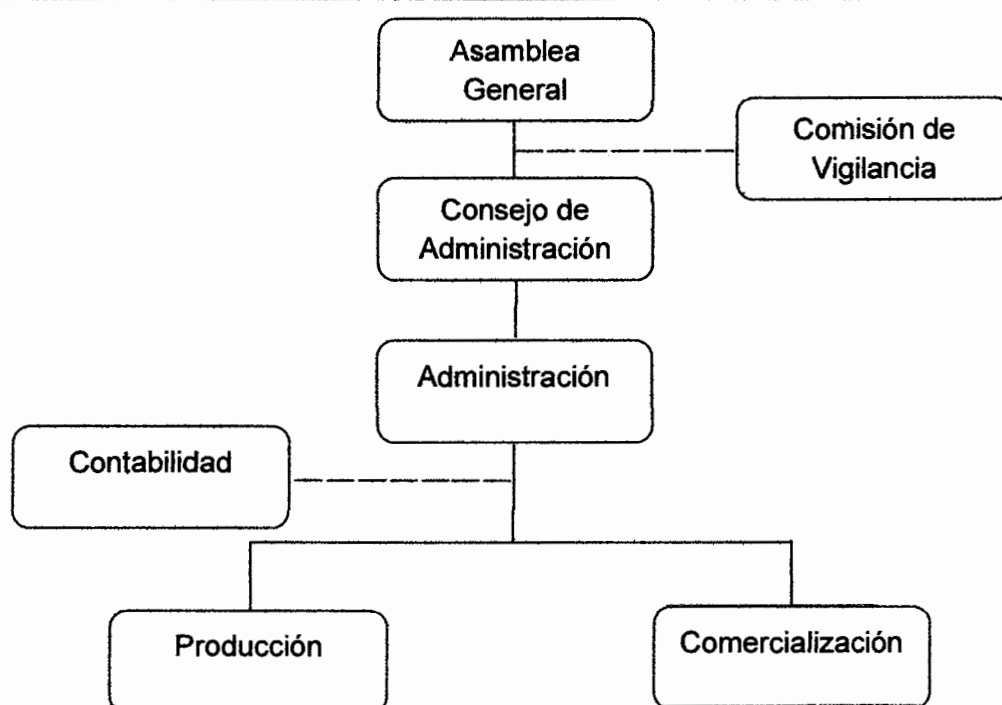 Asamblea
General
Comisión de
Vigilancia
Consejo de
Administración
Administración
Contabilidad
Producción
Comercialización